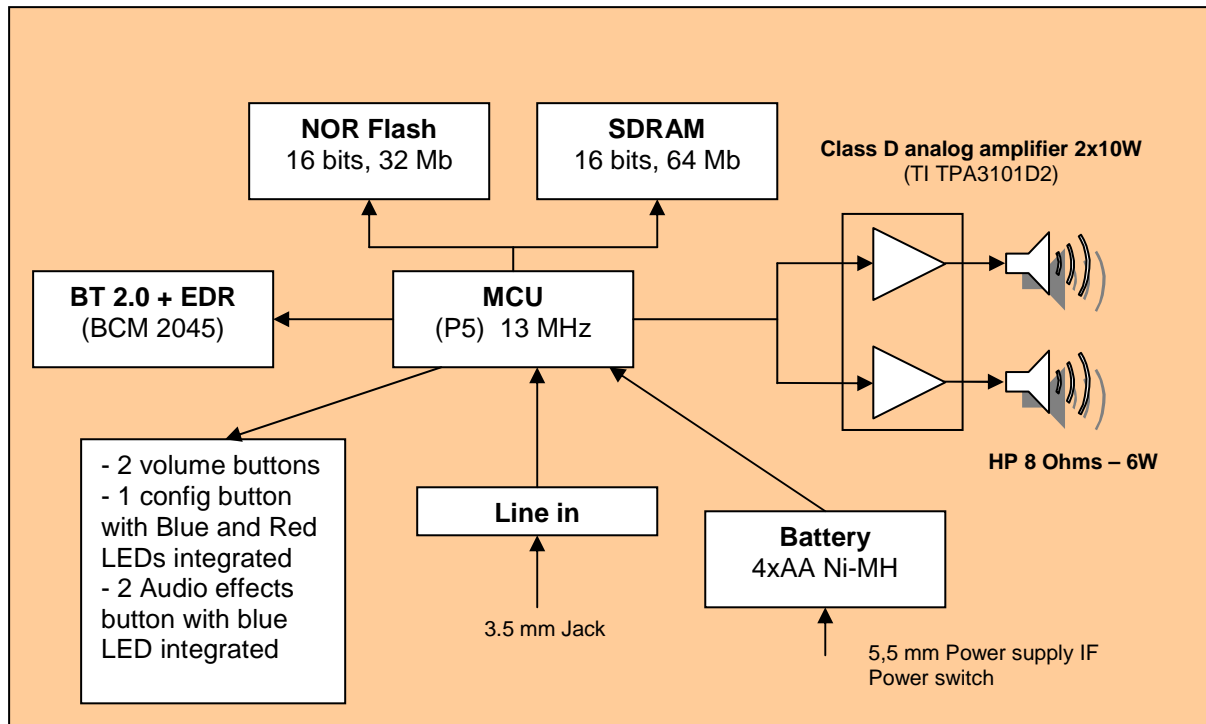 NOR Flash
16 bits, 32 Mb
SDRAM
16 bits, 64 Mb
Class D analog amplifier 2x10W
(TI TPA3101D2)
BT 2.0 + EDR
(BCM 2045)
MCU
(P5)  13 MHz
HP 8 Ohms – 6W
- 2 volume buttons
- 1 config button
with Blue and Red
LEDs integrated
- 2 Audio effects
button with blue
LED integrated
Line in
3.5 mm Jack
Battery
4xAA Ni-MH
5,5 mm Power supply IF
Power switch